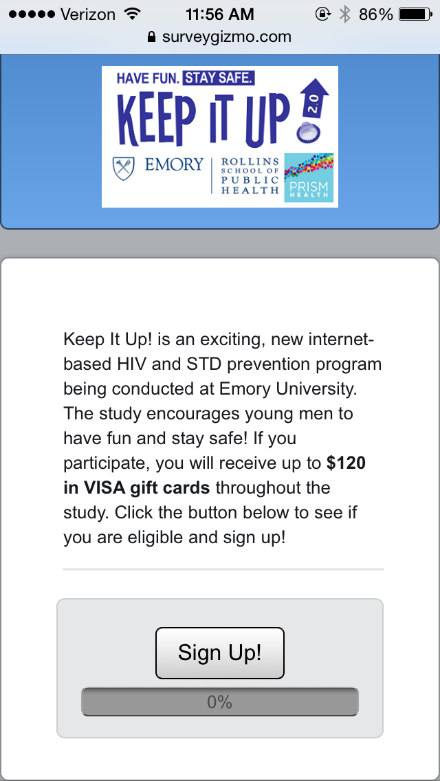 Verizon 11:56 AM 86%
surveygizmo.com
HAVE FUN. STAY SAFE.
KEEP IT UP! 2.0
EMORY
ROLLINS
SCHOOL OF
PUBLIC
HEALTH
PRISM
HEALTH
Keep It Up! is an exciting, new internet-
based HIV and STD prevention program
being conducted at Emory University.
The study encourages young men to
have fun and stay safe! If you
participate, you will receive up to $120
in VISA gift cards throughout the
study. Click the button below to see if
you are eligible and sign up!
Sign Up!
0%